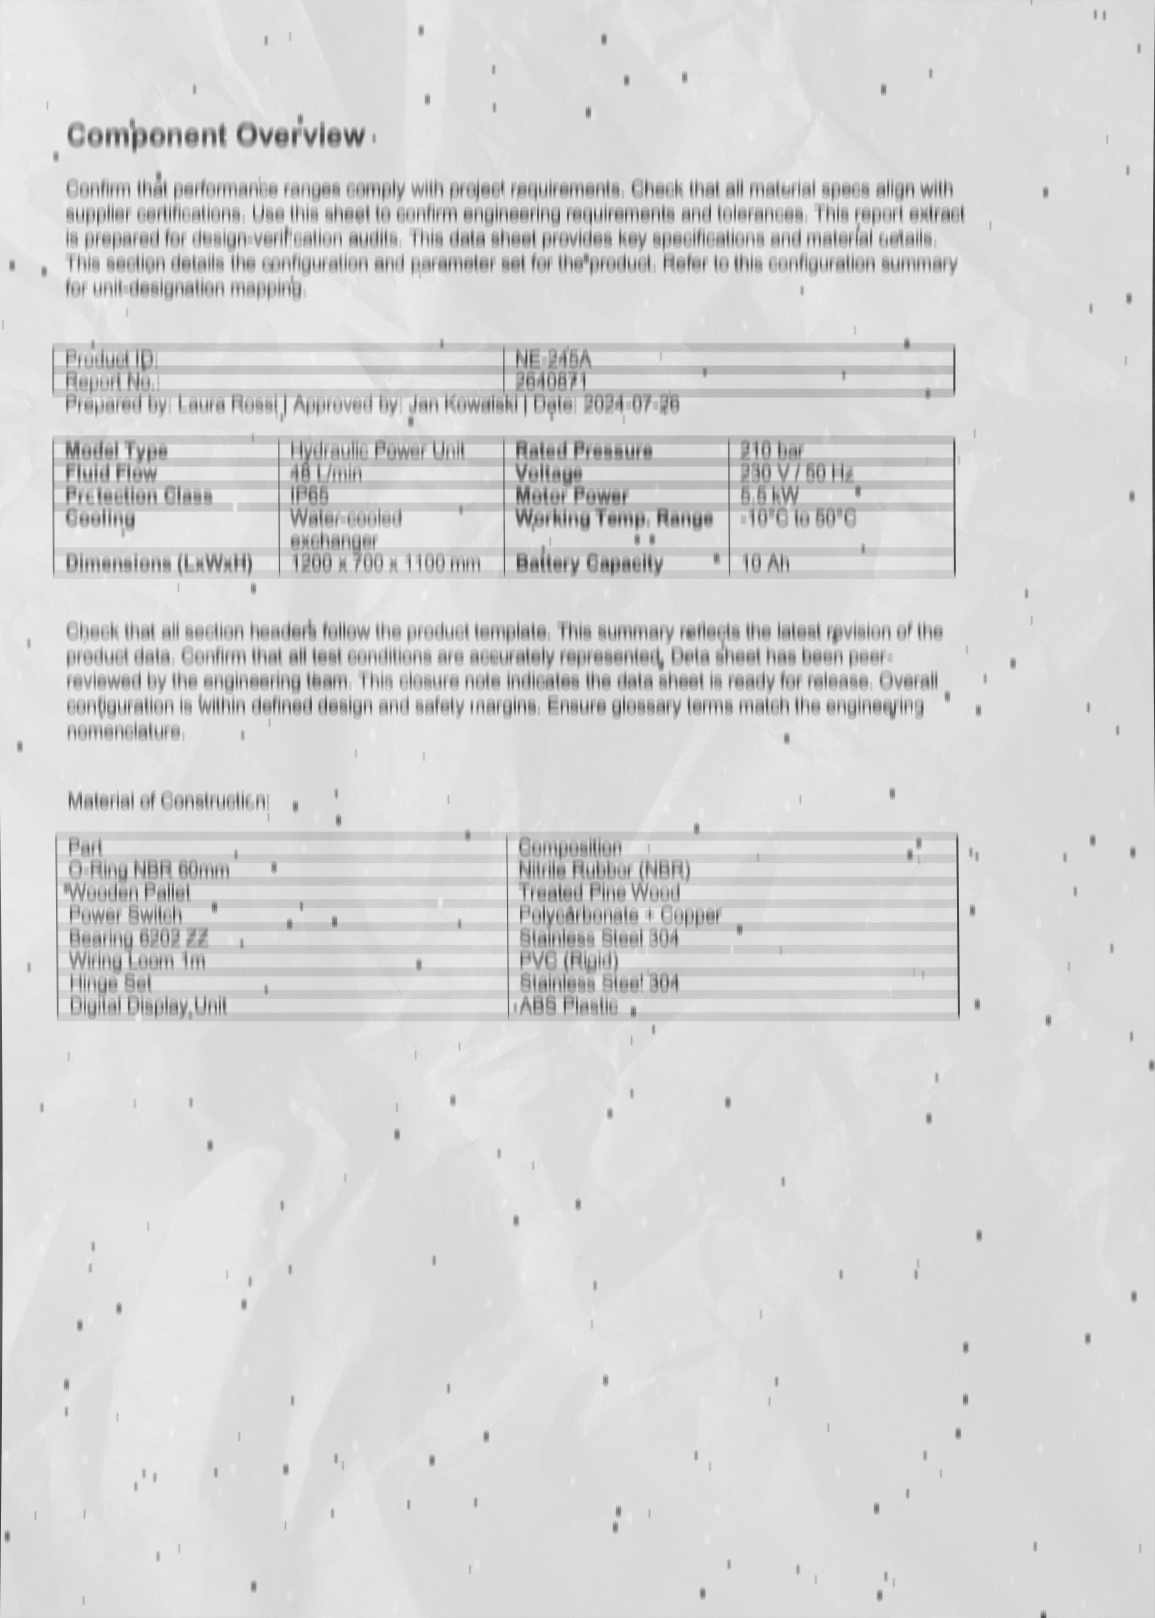 Component Overview
Confirm that performance ranges comply with project requirements. Check that all material specs align with
supplier certifications. Use this sheet to confirm engineering requirements and tolerances. This report extract
is prepared for design-verification audits. This data sheet provides key specifications and material details.
This section details the configuration and parameter set for the product. Refer to this configuration summary
for unit-designation mapping.
Product ID: NE-245A
Report No.: 2640871
Prepared by: Laura Rossi | Approved by: Jan Kowalski | Date: 2024-07-26
Model Type Hydraulic Power Unit Rated Pressure 210 bar
Fluid Flow 48 L/min Voltage 230 V / 50 Hz
Protection Class IP65 Motor Power 5.5 kW
Cooling Water-cooled Working Temp. Range -10°C to 50°C
exchanger
Dimensions (LxWxH) 1200 x 700 x 1100 mm Battery Capacity 10 Ah
Check that all section headers follow the product template. This summary reflects the latest revision of the
product data. Confirm that all test conditions are accurately represented. Data sheet has been peer-
reviewed by the engineering team. This closure note indicates the data sheet is ready for release. Overall
configuration is within defined design and safety margins. Ensure glossary terms match the engineering
nomenclature.
Material of Construction:
Part Composition
O-Ring NBR 60mm Nitrile Rubber (NBR)
Wooden Pallet Treated Pine Wood
Power Switch Polycarbonate + Copper
Bearing 6202 ZZ Stainless Steel 304
Wiring Loom 1m PVC (Rigid)
Hinge Set Stainless Steel 304
Digital Display Unit ABS Plastic